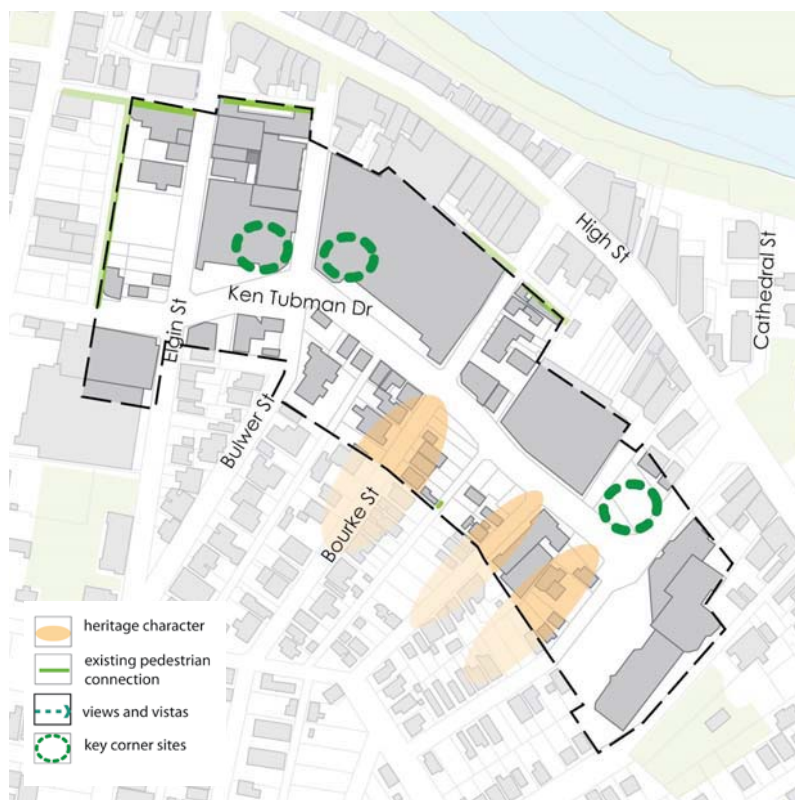 High St
Cathedral St
Ken Tubman Dr
Elgin St
Bulwer St
Bourke St
heritage character
existing pedestrian
connection
views and vistas
key corner sites